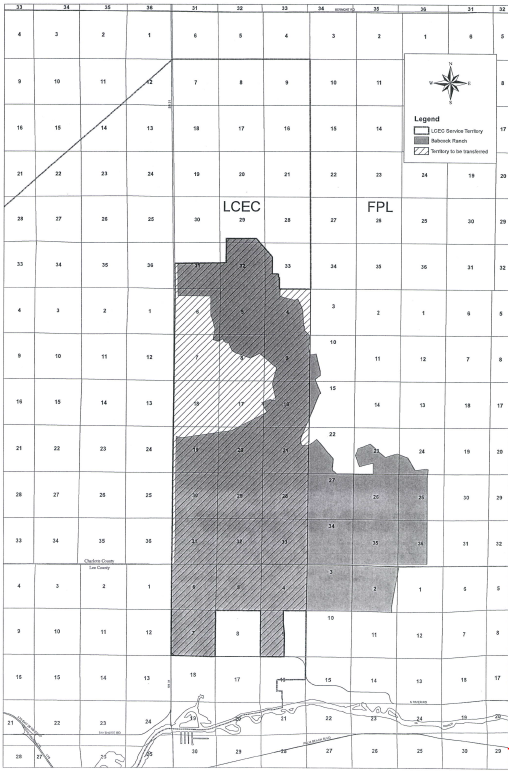 33 34 35 36 31 32 33 34 BERMONT RD 35 36 31 32
4 3 2 1 6 5 4 3 2 1 6 5
9 10 11 12 7 8 9 10 11 8
N
W E
S
Legend
LCEC Service Territory
Babcock Ranch
Territory to be transferred
16 15 14 13 18 17 16 15 14 17
21 22 23 24 19 20 21 22 23 24 19 20
LCEC FPL
28 27 26 25 30 29 28 27 26 25 30 29
33 34 35 36 31 32 33 34 35 36 31 32
4 3 2 1 6 5 4 3 2 1 6 5
9 10 11 12 7 8 9 10 11 12 7 8
16 15 14 13 18 17 16 15 14 13 18 17
21 22 23 24 19 20 21 22 23 24 19 20
28 27 26 25 30 29 28 27 26 25 30 29
33 34 35 36 31 32 33 34 35 36 31 32
Charlotte County
Lee County
4 3 2 1 6 5 4 3 2 1 5 5
9 10 11 12 7 8 10 11 12 7 8
16 15 14 13 18 17 16 15 14 13 18 17
21 22 23 24 19 20 21 22 23 24 19 20
28 27 25 30 29 28 27 26 25 30 29